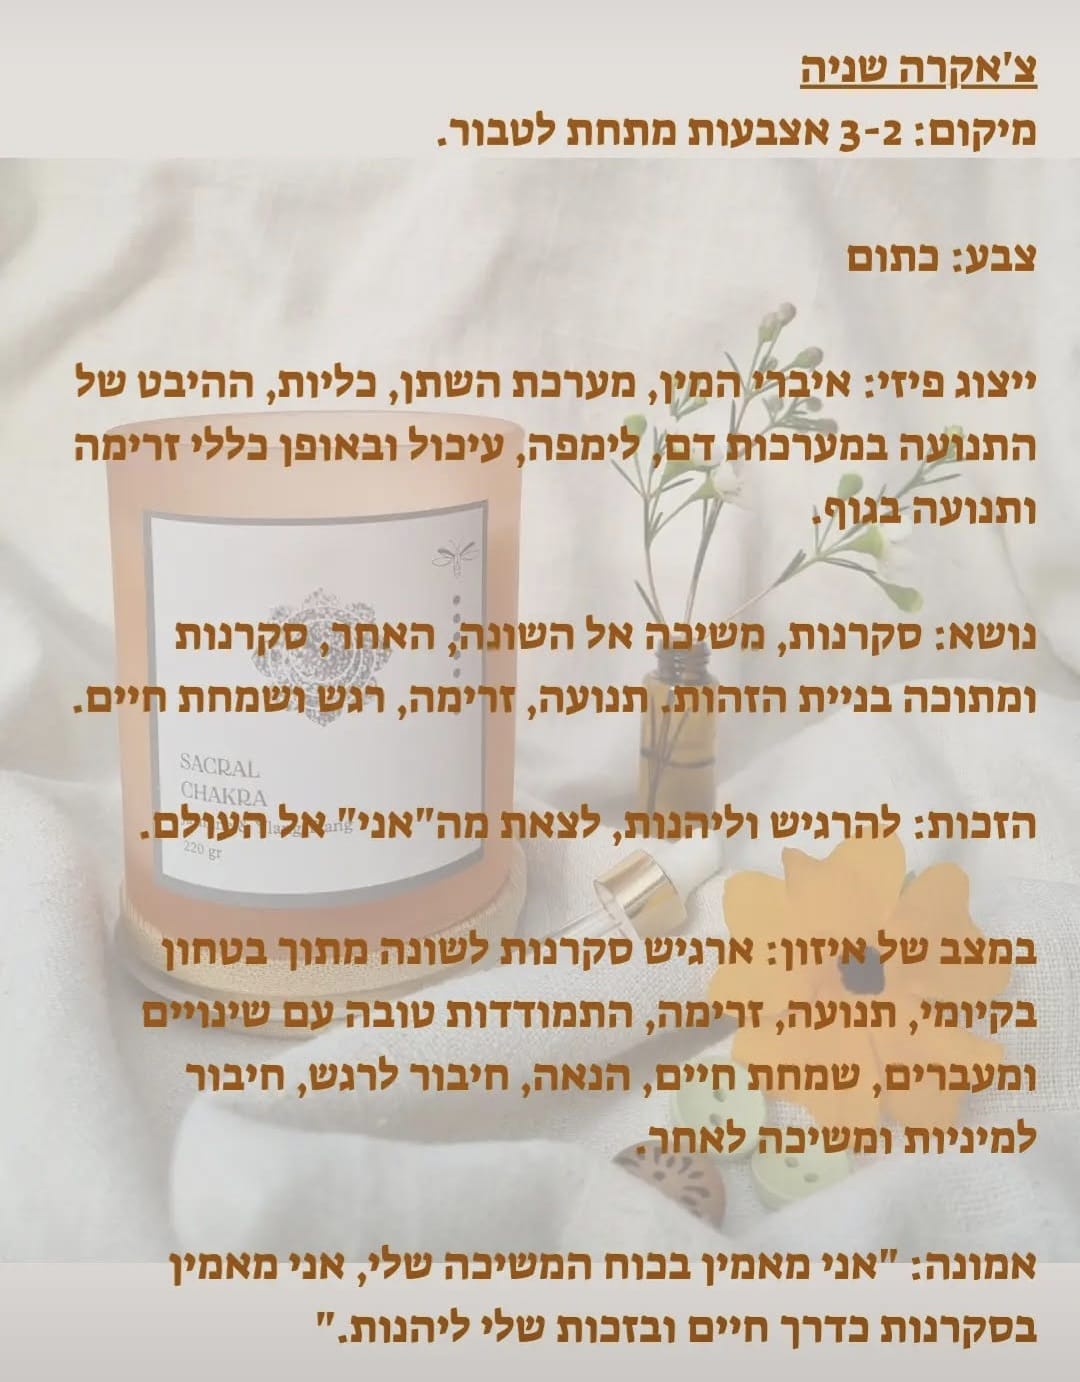 צ'אקרה שניה
מיקום: 3-2 אצבעות מתחת לטבור.
צבע: כתום
ייצוג פיזי: איברי המין, מערכת השתן, כליות, ההיבט של
התנועה במערכות דם, לימפה, עיכול ובאופן כללי זרימה
ותנועה בגוף.
נושא: סקרנות, משיכה אל השונה, האחר, סקרנות
ומתוכה בניית הזהות. תנועה, זרימה, רגש ושמחת חיים.
הזכות: להרגיש וליהנות, לצאת מה"אני" אל העולם.
במצב של איזון: ארגיש סקרנות לשונה מתוך בטחון
בקיומי, תנועה, זרימה, התמודדות טובה עם שינויים
ומעברים, שמחת חיים, הנאה, חיבור לרגש, חיבור
למיניות ומשיכה לאחר.
אמונה: "אני מאמין בכוח המשיכה שלי, אני מאמין
בסקרנות כדרך חיים ובזכות שלי ליהנות."
SACRAL
CHAKRA
220 gr